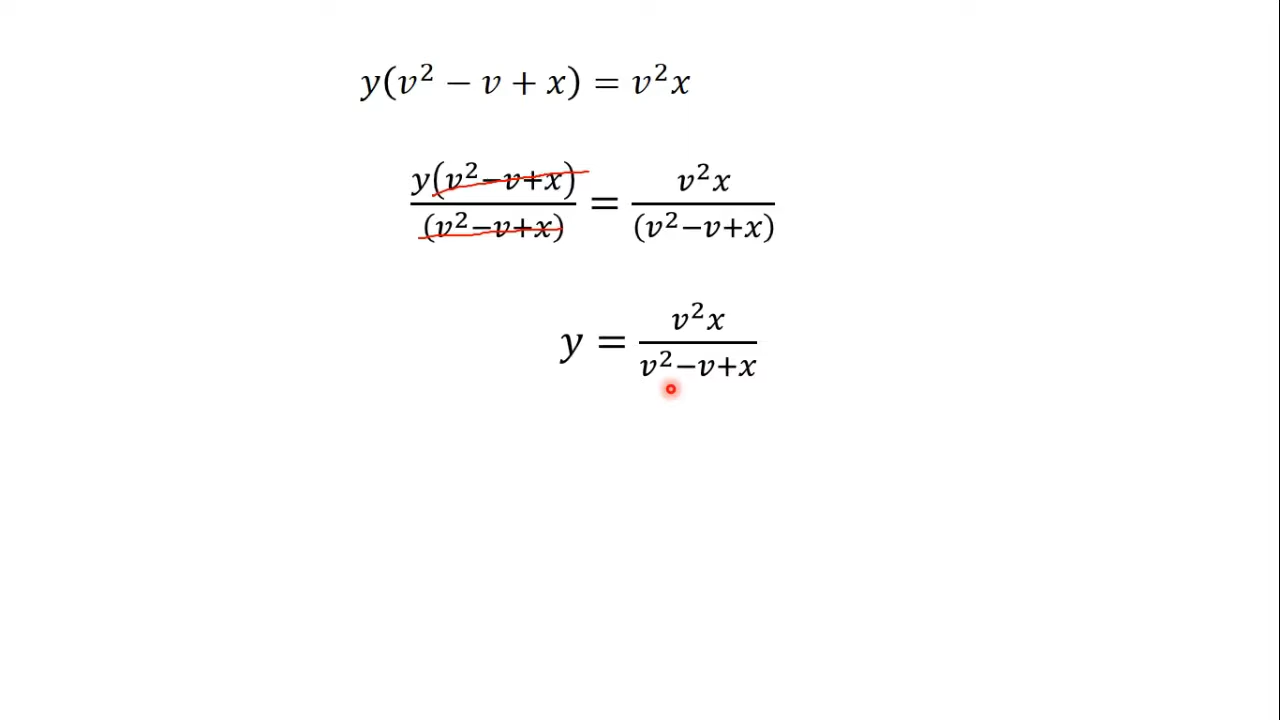 y(v² − v + x) = v²x
y(v²−v+x)/(v²−v+x) = v²x/(v²−v+x)
y = v²x/v²−v+x